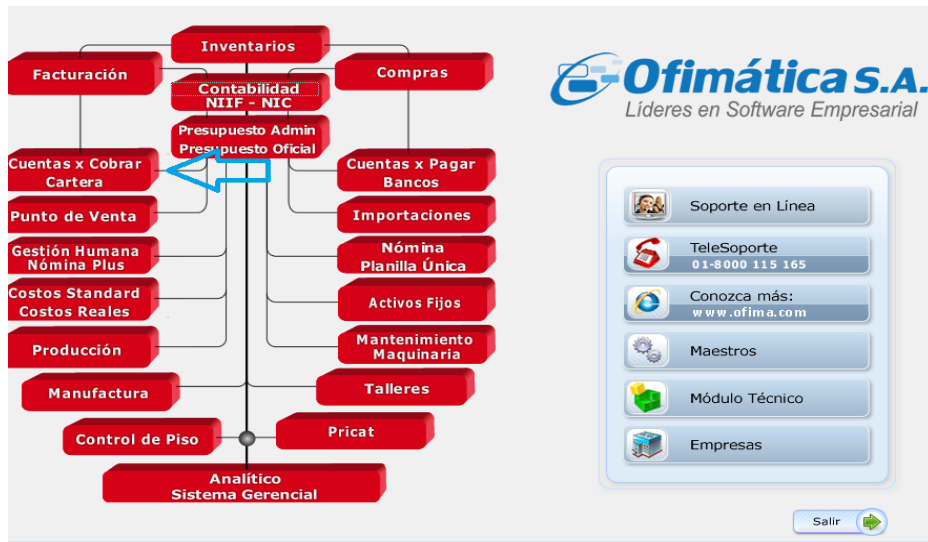 Inventarios
Facturación
Compras
Contabilidad
NIIF - NIC
Presupuesto Admin
Presupuesto Oficial
Cuentas x Cobrar
Cartera
Cuentas x Pagar
Bancos
Punto de Venta
Importaciones
Gestión Humana
Nómina Plus
Nómina
Planilla Única
Costos Standard
Costos Reales
Activos Fijos
Producción
Mantenimiento
Maquinaria
Manufactura
Talleres
Control de Piso
Pricat
Analítico
Sistema Gerencial
Ofimática S.A.
Líderes en Software Empresarial
Soporte en Línea
TeleSoporte
01-8000 115 165
Conozca más:
www.ofima.com
Maestros
Módulo Técnico
Empresas
Salir